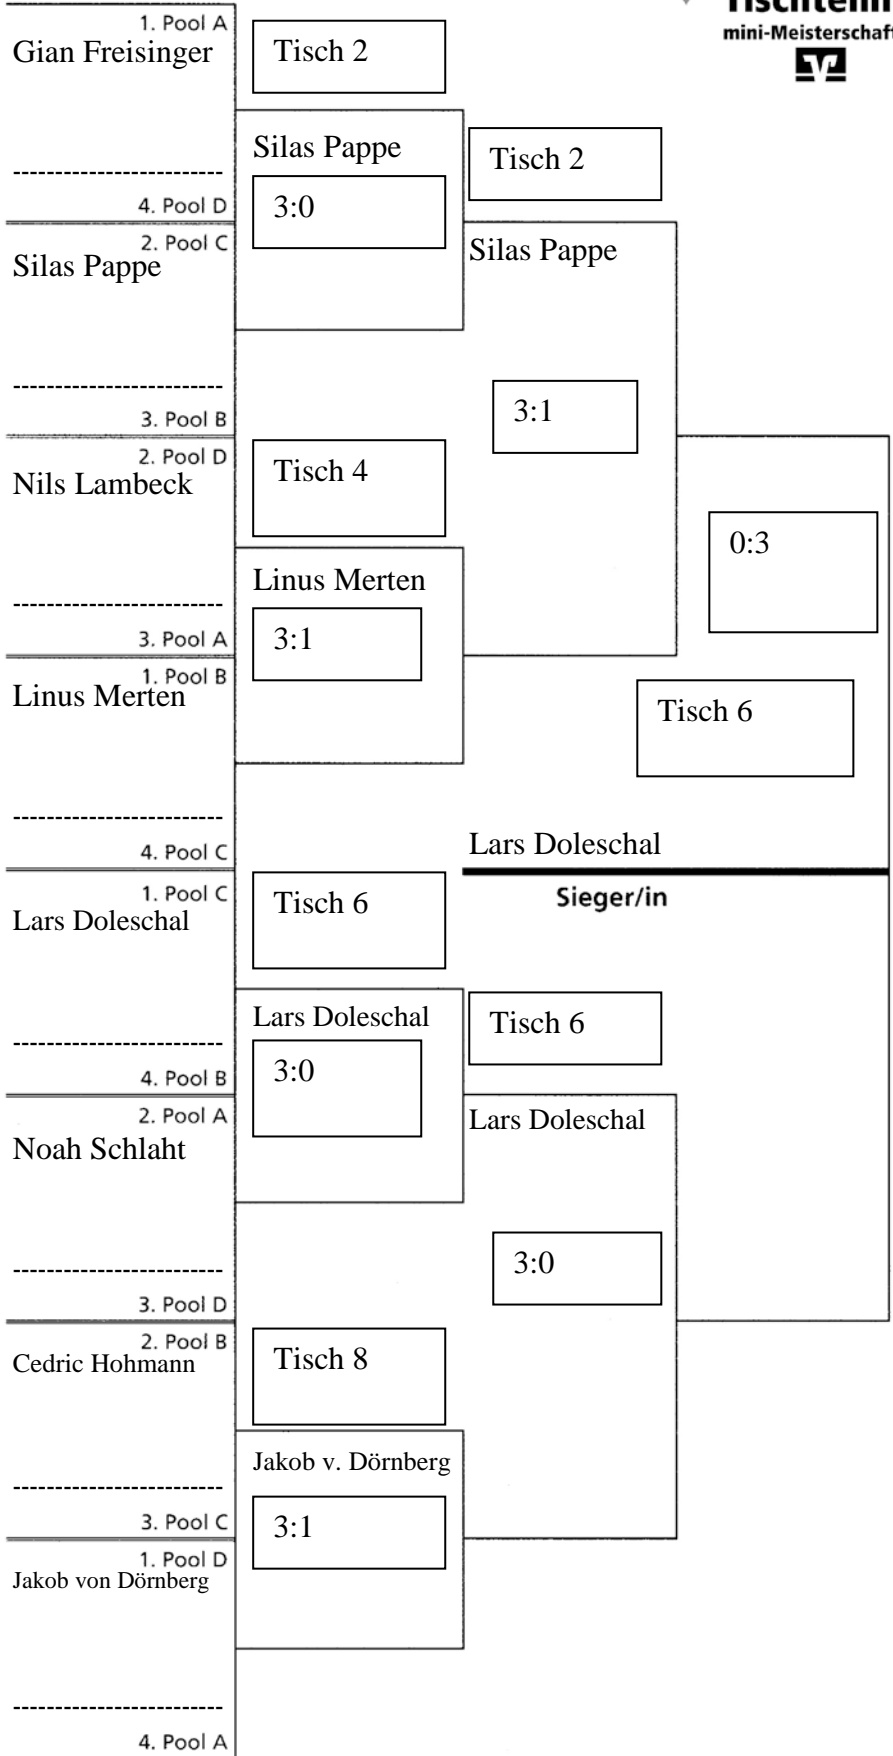 mini-Meisterschaft
1. Pool A
Gian Freisinger
Tisch 2
Silas Pappe
Tisch 2
3:0
4. Pool D
2. Pool C
Silas Pappe
Silas Pappe
3:1
3. Pool B
2. Pool D
Nils Lambeck
Tisch 4
0:3
Linus Merten
3:1
3. Pool A
1. Pool B
Linus Merten
Tisch 6
4. Pool C
Lars Doleschal
Sieger/in
1. Pool C
Lars Doleschal
Tisch 6
Lars Doleschal
Tisch 6
3:0
4. Pool B
2. Pool A
Lars Doleschal
Noah Schlaht
3:0
3. Pool D
2. Pool B
Cedric Hohmann
Tisch 8
Jakob v. Dörnberg
3:1
3. Pool C
1. Pool D
Jakob von Dörnberg
4. Pool A